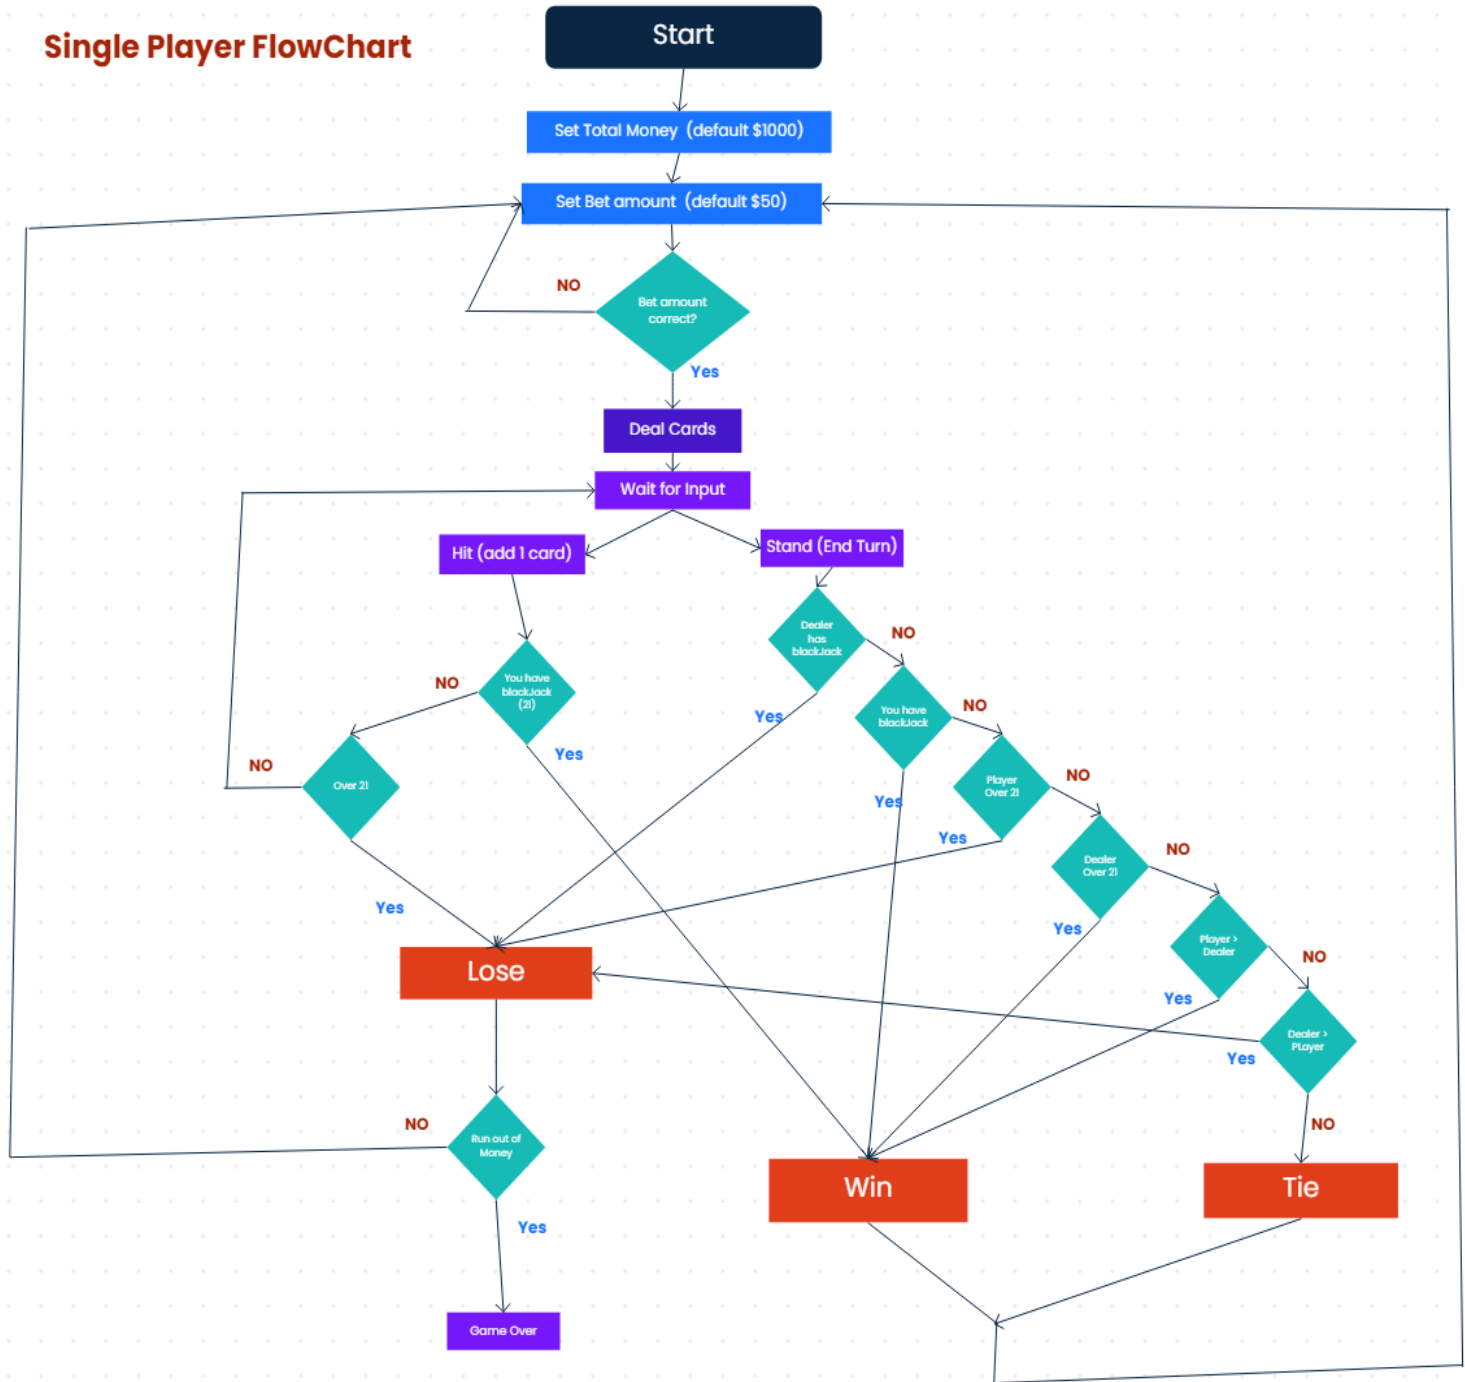 Start
Single Player FlowChart
Set Total Money (default $1000)
Set Bet amount (default $50)
NO
Bet amount
correct?
Yes
Deal Cards
Wait for Input
Hit (add 1 card)
Stand (End Turn)
Dealer
has
blackJack
NO
You have
blackJack
(21)
NO
Yes
You have
blackJack
NO
Yes
Yes
NO
Over 21
Player
Over 21
NO
Yes
Yes
Dealer
Over 21
NO
Yes
Yes
Player >
Dealer
NO
Lose
Yes
Dealer >
PLayer
Yes
NO
NO
Run out of
Money
Win
Tie
Yes
Game Over